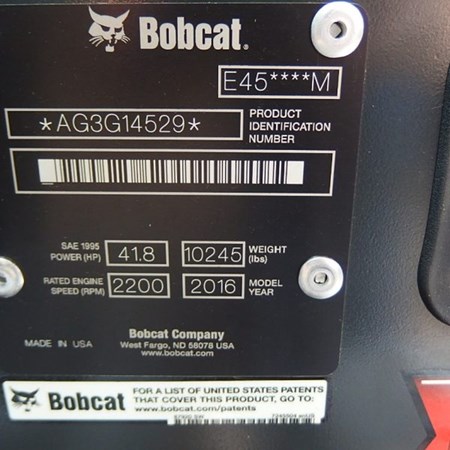 Bobcat.
E45****M
*AG3G14529*
PRODUCT
IDENTIFICATION
NUMBER
SAE 1995
POWER (HP)
41.8
10245
WEIGHT
(lbs)
RATED ENGINE
SPEED (RPM)
2200
2016
MODEL
YEAR
Bobcat Company
MADE IN USA
West Fargo, ND 58078 USA
www.bobcat.com
Bobcat
FOR A LIST OF UNITED STATES PATENTS
THAT COVER THIS PRODUCT, GO TO:
www.bobcat.com/patents